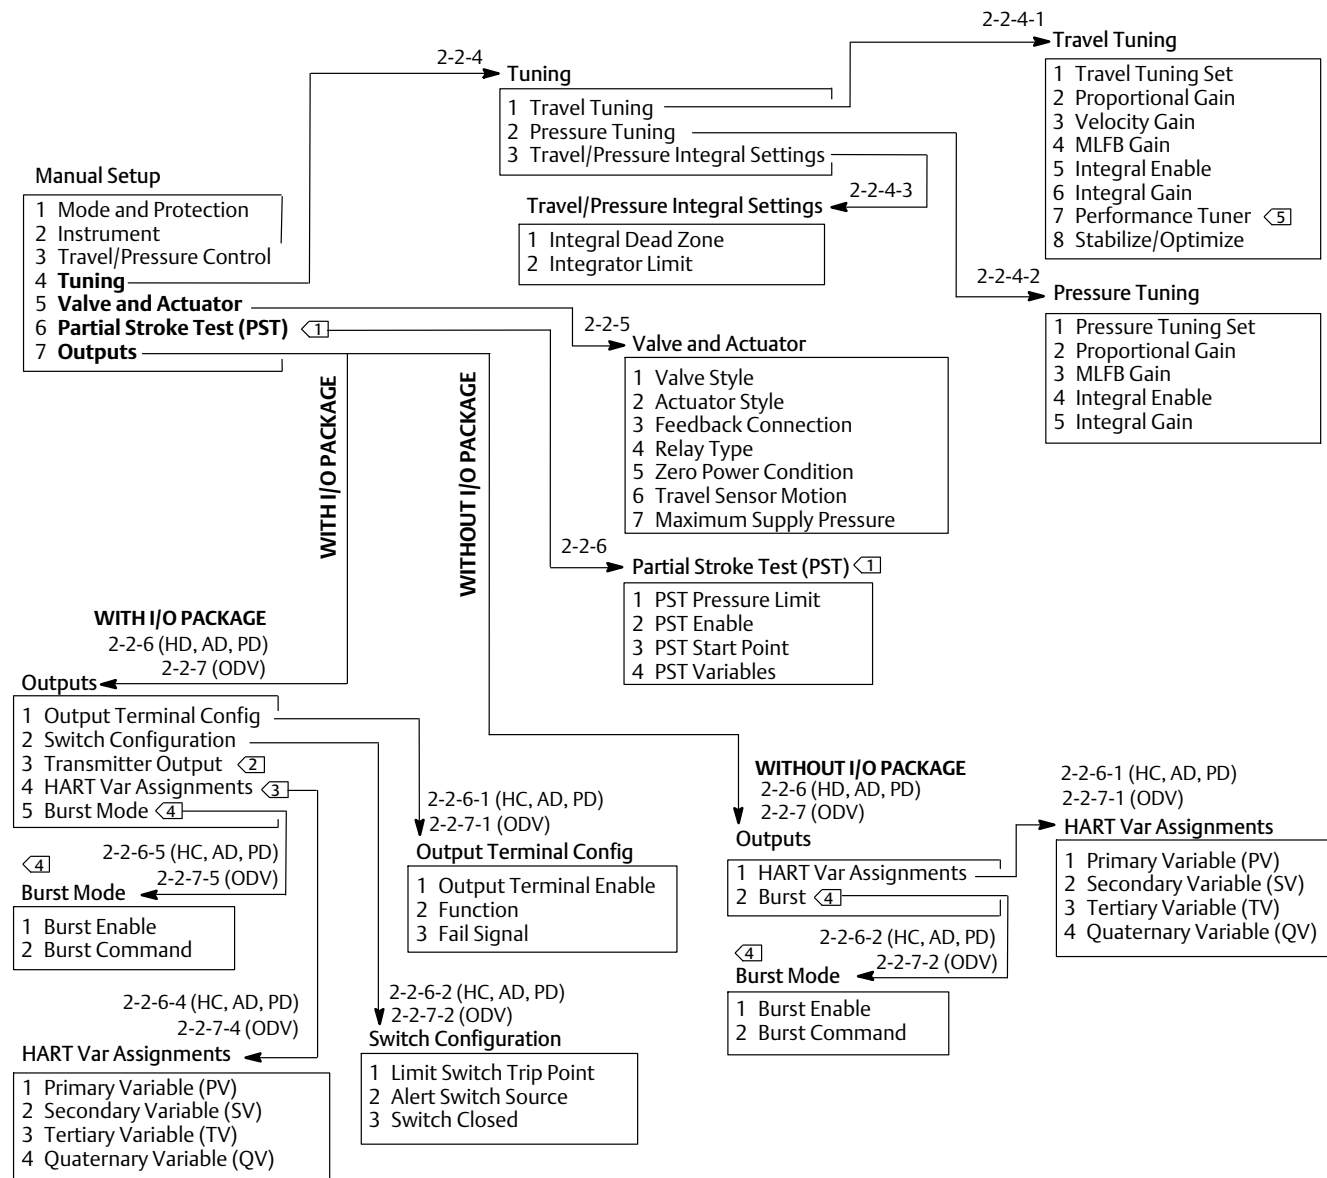 2-2-4-1
Travel Tuning
1 Travel Tuning Set
2 Proportional Gain
3 Velocity Gain
4 MLFB Gain
5 Integral Enable
6 Integral Gain
7 Performance Tuner 5
8 Stabilize/Optimize
2-2-4
Tuning
1 Travel Tuning
2 Pressure Tuning
3 Travel/Pressure Integral Settings
2-2-4-3
Travel/Pressure Integral Settings
1 Integral Dead Zone
2 Integrator Limit
Manual Setup
1 Mode and Protection
2 Instrument
3 Travel/Pressure Control
4 Tuning
5 Valve and Actuator
6 Partial Stroke Test (PST) 1
7 Outputs
2-2-4-2
Pressure Tuning
1 Pressure Tuning Set
2 Proportional Gain
3 MLFB Gain
4 Integral Enable
5 Integral Gain
2-2-5
Valve and Actuator
1 Valve Style
2 Actuator Style
3 Feedback Connection
4 Relay Type
5 Zero Power Condition
6 Travel Sensor Motion
7 Maximum Supply Pressure
WITH I/O PACKAGE
WITHOUT I/O PACKAGE
2-2-6
Partial Stroke Test (PST) 1
1 PST Pressure Limit
2 PST Enable
3 PST Start Point
4 PST Variables
WITH I/O PACKAGE
2-2-6 (HD, AD, PD)
2-2-7 (ODV)
Outputs
1 Output Terminal Config
2 Switch Configuration
3 Transmitter Output 2
4 HART Var Assignments 3
5 Burst Mode 4
2-2-6-1 (HC, AD, PD)
2-2-7-1 (ODV)
Output Terminal Config
1 Output Terminal Enable
2 Function
3 Fail Signal
4
2-2-6-5 (HC, AD, PD)
2-2-7-5 (ODV)
Burst Mode
1 Burst Enable
2 Burst Command
2-2-6-4 (HC, AD, PD)
2-2-7-4 (ODV)
HART Var Assignments
1 Primary Variable (PV)
2 Secondary Variable (SV)
3 Tertiary Variable (TV)
4 Quaternary Variable (QV)
2-2-6-2 (HC, AD, PD)
2-2-7-2 (ODV)
Switch Configuration
1 Limit Switch Trip Point
2 Alert Switch Source
3 Switch Closed
WITHOUT I/O PACKAGE
2-2-6 (HD, AD, PD)
2-2-7 (ODV)
Outputs
1 HART Var Assignments
2 Burst 4
2-2-6-1 (HC, AD, PD)
2-2-7-1 (ODV)
HART Var Assignments
1 Primary Variable (PV)
2 Secondary Variable (SV)
3 Tertiary Variable (TV)
4 Quaternary Variable (QV)
4
2-2-6-2 (HC, AD, PD)
2-2-7-2 (ODV)
Burst Mode
1 Burst Enable
2 Burst Command